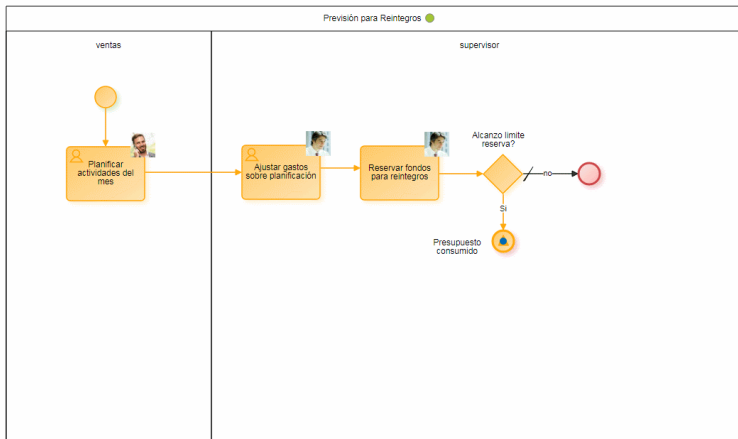 Previsión para Reintegros
ventas
supervisor
Planificar
actividades del
mes
Ajustar gastos
sobre planificación
Reservar fondos
para reintegros
Alcanzo limite
reserva?
no
Si
Presupuesto
consumido